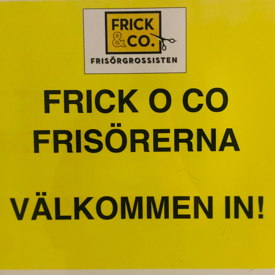 FRICK
&CO.
FRISÖRGROSSISTEN
FRICK O CO
FRISÖRERNA
VÄLKOMMEN IN!